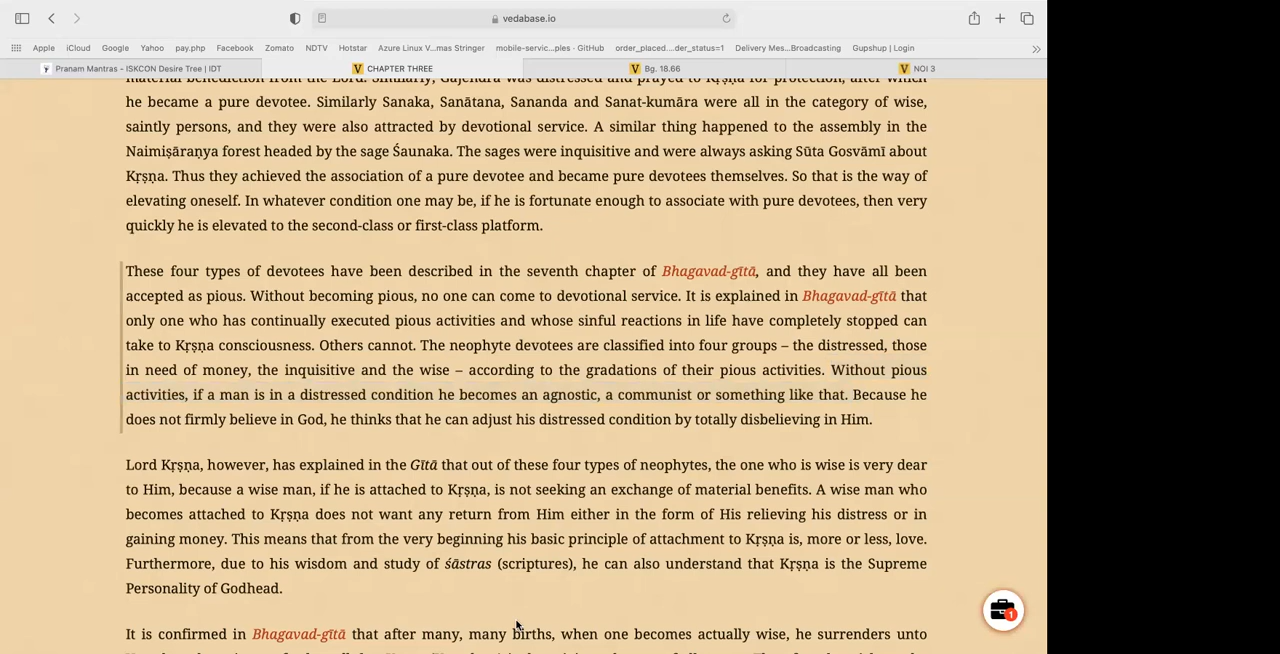 vedabase.io
Apple iCloud Google Yahoo pay.php Facebook Zomato NDTV Hotstar Azure Linux V...mas Stringer mobile-servic...ples · GitHub order_placed....der_status=1 Delivery Mes...Broadcasting Gupshup | Login
Pranam Mantras - ISKCON Desire Tree | IDT CHAPTER THREE Bg. 18.66 NOI 3
material benediction from the Lord. Similarly, Gajendra was distressed and prayed to Kṛṣṇa for protection, after which
he became a pure devotee. Similarly Sanaka, Sanātana, Sananda and Sanat-kumāra were all in the category of wise,
saintly persons, and they were also attracted by devotional service. A similar thing happened to the assembly in the
Naimiṣāraṇya forest headed by the sage Śaunaka. The sages were inquisitive and were always asking Sūta Gosvāmī about
Kṛṣṇa. Thus they achieved the association of a pure devotee and became pure devotees themselves. So that is the way of
elevating oneself. In whatever condition one may be, if he is fortunate enough to associate with pure devotees, then very
quickly he is elevated to the second-class or first-class platform.
These four types of devotees have been described in the seventh chapter of Bhagavad-gītā, and they have all been
accepted as pious. Without becoming pious, no one can come to devotional service. It is explained in Bhagavad-gītā that
only one who has continually executed pious activities and whose sinful reactions in life have completely stopped can
take to Kṛṣṇa consciousness. Others cannot. The neophyte devotees are classified into four groups – the distressed, those
in need of money, the inquisitive and the wise – according to the gradations of their pious activities. Without pious
activities, if a man is in a distressed condition he becomes an agnostic, a communist or something like that. Because he
does not firmly believe in God, he thinks that he can adjust his distressed condition by totally disbelieving in Him.
Lord Kṛṣṇa, however, has explained in the Gītā that out of these four types of neophytes, the one who is wise is very dear
to Him, because a wise man, if he is attached to Kṛṣṇa, is not seeking an exchange of material benefits. A wise man who
becomes attached to Kṛṣṇa does not want any return from Him either in the form of His relieving his distress or in
gaining money. This means that from the very beginning his basic principle of attachment to Kṛṣṇa is, more or less, love.
Furthermore, due to his wisdom and study of śāstras (scriptures), he can also understand that Kṛṣṇa is the Supreme
Personality of Godhead.
1
It is confirmed in Bhagavad-gītā that after many, many births, when one becomes actually wise, he surrenders unto